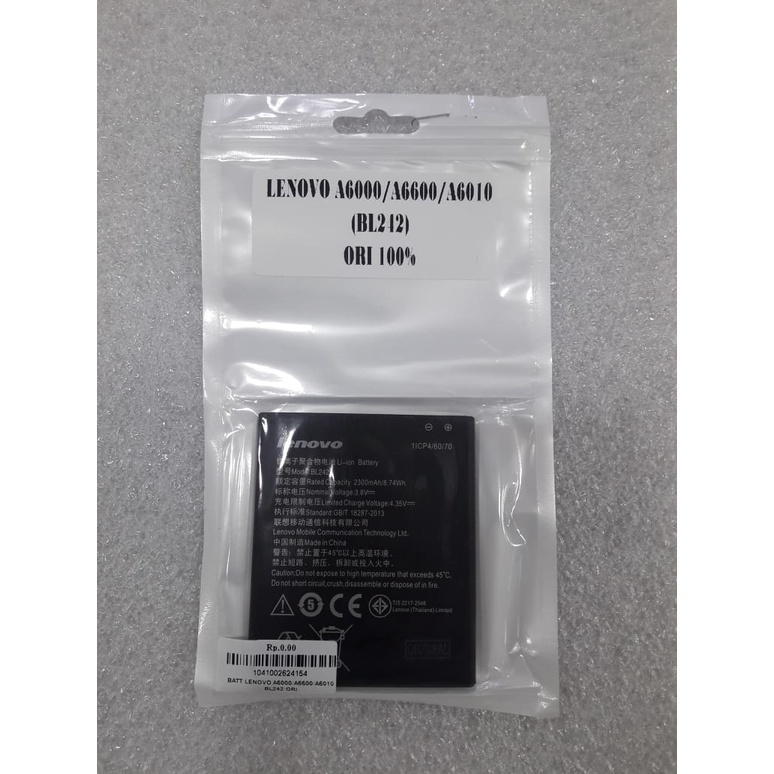 LENOVO A6000/A6600/A6010
(BL242)
ORI 100%
lenovo
1ICP4/60/70
锂离子聚合物电池 Li-ion Battery
型号Model:BL242
额定容量Rated Capacity: 2300mAh/8.74Wh
标称电压Nominal Voltage:3.8V
充电限制电压Limited Charge Voltage:4.35V
执行标准Standard:GB/T 18287-2013
联想移动通信科技有限公司
Lenovo Mobile Communication Technology Ltd.
中国制造Made in China
警告: 禁止置于45℃以上高温环境,
禁止短路、挤压、拆卸或投入火中。
Caution:Do not expose to high temperature that exceeds 45℃.
Do not short circuit,crush,disassemble or dispose of in fire.
5
CE
TIS 2217-2548
Lenovo (Thailand) Limited
ORIGINAL
Rp.0.00
1041002624154
BATT LENOVO A6000 A6600 A6010
BL242 ORI